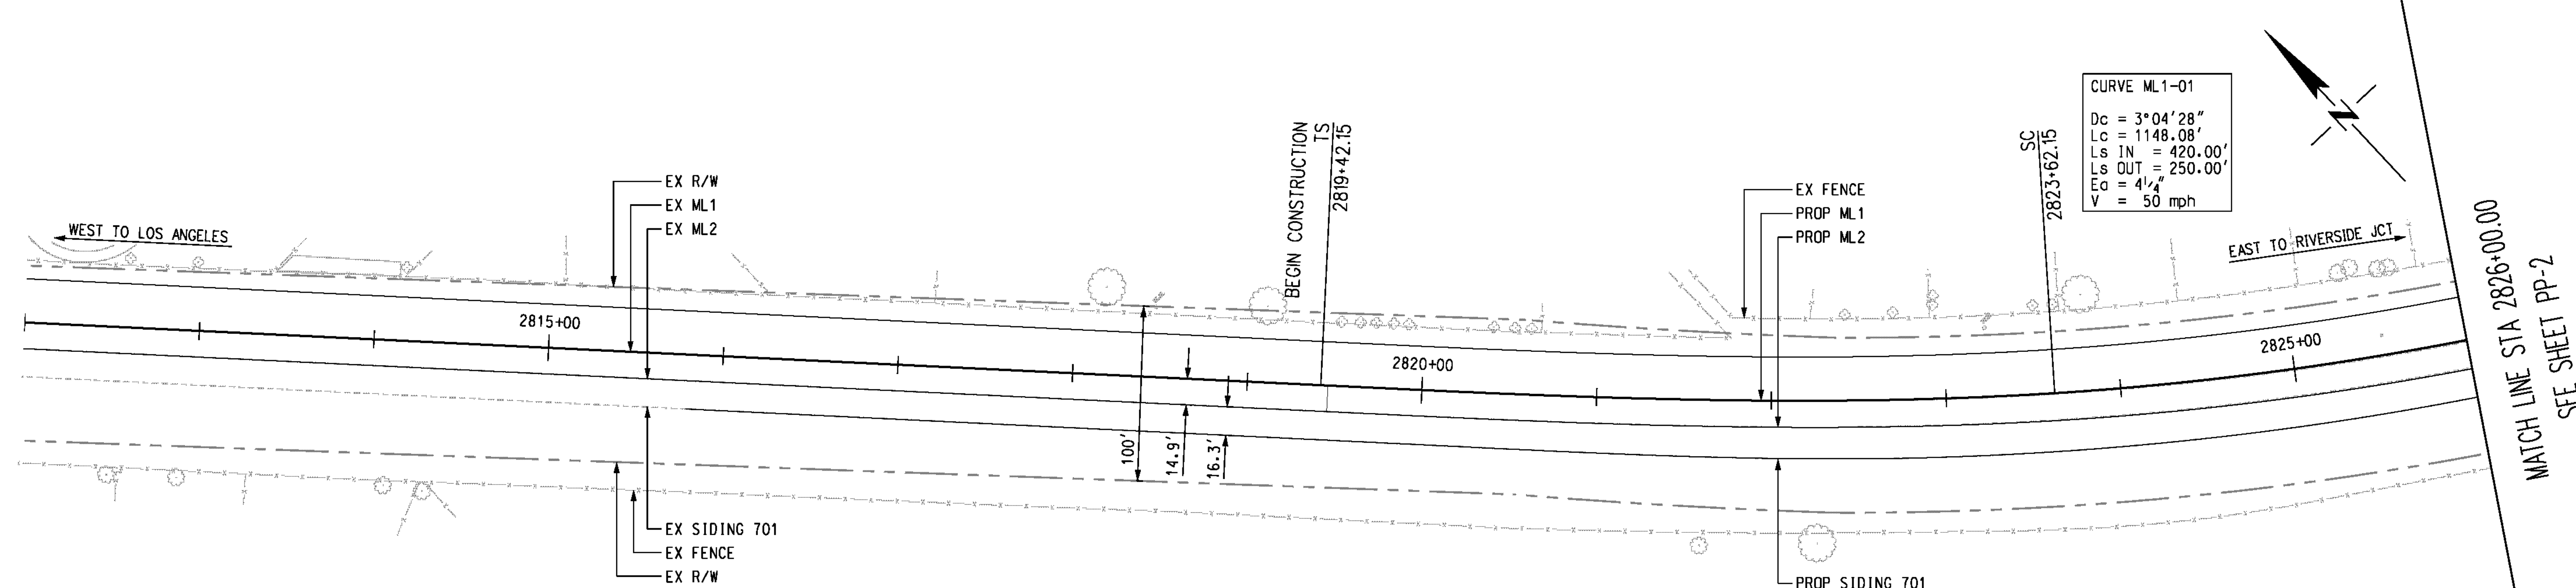 WEST TO LOS ANGELES
EX R/W
EX ML1
EX ML2
2815+00
EX SIDING 701
EX FENCE
EX R/W
100'
14.9'
16.3'
BEGIN CONSTRUCTION
TS
2819+42.15
2820+00
EX FENCE
PROP ML1
PROP ML2
PROP SIDING 701
SC
2823+62.15
CURVE ML1-01
Dc = 3°04'28"
Lc = 1148.08'
Ls IN = 420.00'
Ls OUT = 250.00'
Ea = 4¼"
V = 50 mph
N
EAST TO RIVERSIDE JCT
2825+00
MATCH LINE STA 2826+00.00
SEE SHEET PP-2